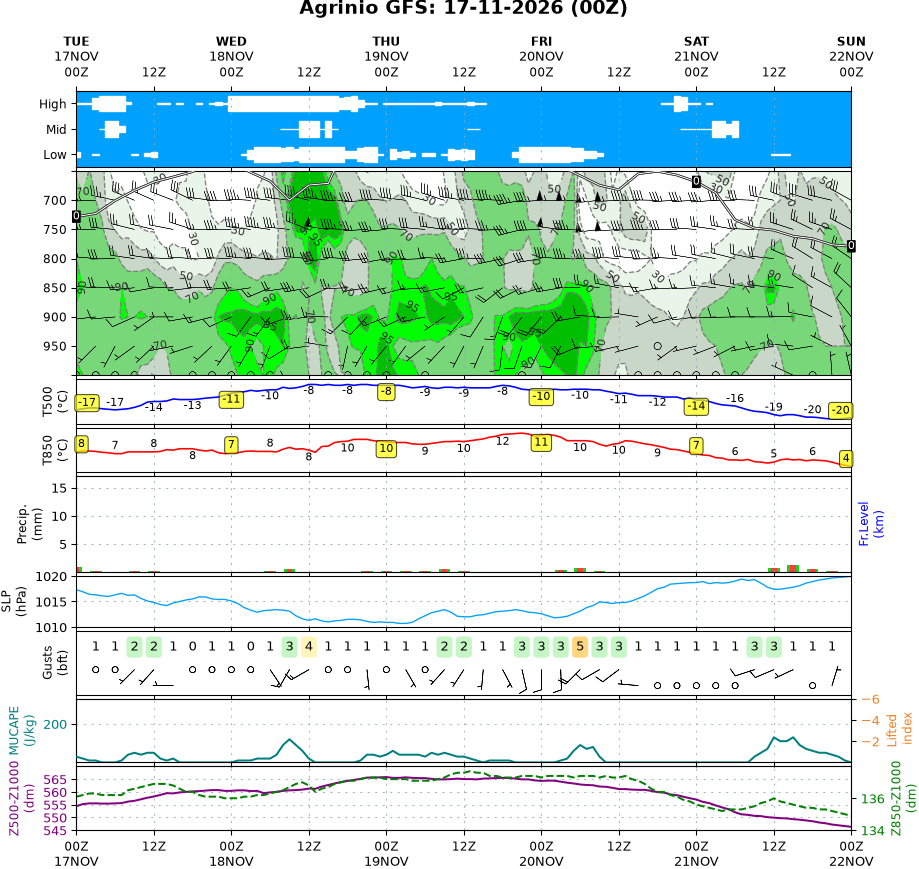 Agrinio GFS: 17-11-2026 (00Z)
TUE WED THU FRI SAT SUN
17NOV 18NOV 19NOV 20NOV 21NOV 22NOV
00Z 12Z 00Z 12Z 00Z 12Z 00Z 12Z 00Z 12Z 00Z
High
Mid
Low
700
750
800
850
900
950
0 0 0
T500
(°C)
-17 -17 -14 -13 -11 -10 -8 -8 -8 -9 -9 -8 -10 -10 -11 -12 -14 -16 -19 -20 -20
T850
(°C)
8 7 8 8 7 8 8 10 10 9 10 12 11 10 10 9 7 6 5 6 4
Precip.
(mm)
15
10
5
Fr.Level
(km)
SLP
(hPa)
1020
1015
1010
Gusts
(bft)
1 1 2 2 1 0 1 1 0 1 3 4 1 1 1 1 1 1 2 2 1 1 3 3 3 5 3 3 1 1 1 1 1 1 3 3 1 1 1
MUCAPE
(J/kg)
200
−6
−4
−2
Lifted
index
Z500-Z1000
(dm)
565
560
555
550
545
136
134
Z850-Z1000
(dm)
00Z 12Z 00Z 12Z 00Z 12Z 00Z 12Z 00Z 12Z 00Z
17NOV 18NOV 19NOV 20NOV 21NOV 22NOV